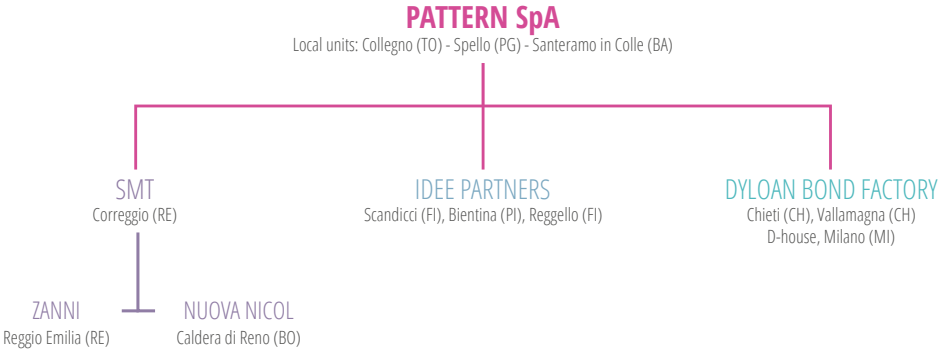 PATTERN SpA
Local units: Collegno (TO) - Spello (PG) - Santeramo in Colle (BA)
SMT
Correggio (RE)
IDEE PARTNERS
Scandicci (FI), Bientina (PI), Reggello (FI)
DYLOAN BOND FACTORY
Chieti (CH), Vallamagna (CH)
D-house, Milano (MI)
ZANNI
Reggio Emilia (RE)
NUOVA NICOL
Caldera di Reno (BO)